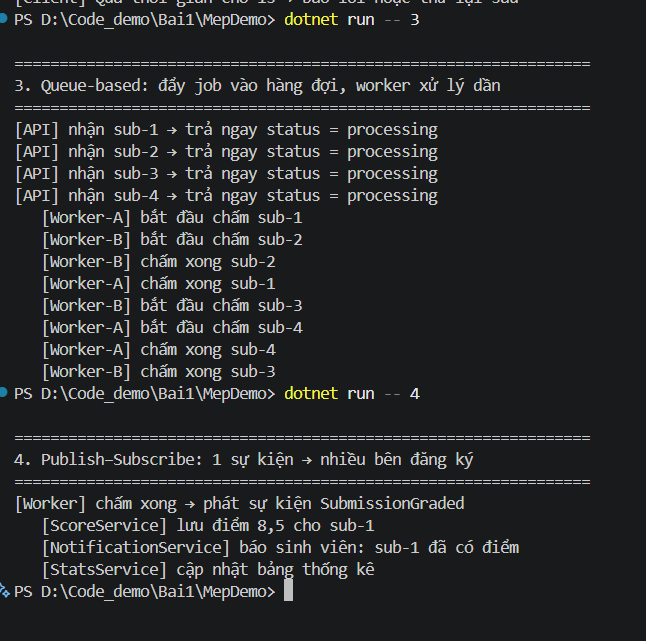 PS D:\Code_demo\Bai1\MepDemo> dotnet run -- 3
============================================================
3. Queue-based: đẩy job vào hàng đợi, worker xử lý dần
============================================================
[API] nhận sub-1 → trả ngay status = processing
[API] nhận sub-2 → trả ngay status = processing
[API] nhận sub-3 → trả ngay status = processing
[API] nhận sub-4 → trả ngay status = processing
[Worker-A] bắt đầu chấm sub-1
[Worker-B] bắt đầu chấm sub-2
[Worker-B] chấm xong sub-2
[Worker-A] chấm xong sub-1
[Worker-B] bắt đầu chấm sub-3
[Worker-A] bắt đầu chấm sub-4
[Worker-A] chấm xong sub-4
[Worker-B] chấm xong sub-3
PS D:\Code_demo\Bai1\MepDemo> dotnet run -- 4
============================================================
4. Publish–Subscribe: 1 sự kiện → nhiều bên đăng ký
============================================================
[Worker] chấm xong → phát sự kiện SubmissionGraded
[ScoreService] lưu điểm 8,5 cho sub-1
[NotificationService] báo sinh viên: sub-1 đã có điểm
[StatsService] cập nhật bảng thống kê
PS D:\Code_demo\Bai1\MepDemo>